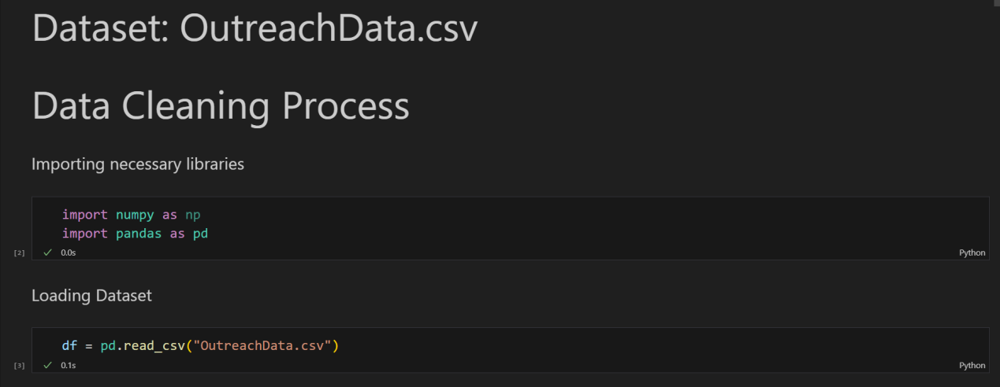 Dataset: OutreachData.csv
Data Cleaning Process
Importing necessary libraries
import numpy as np
import pandas as pd
[2] 0.0s Python
Loading Dataset
df = pd.read_csv("OutreachData.csv")
[3] 0.1s Python